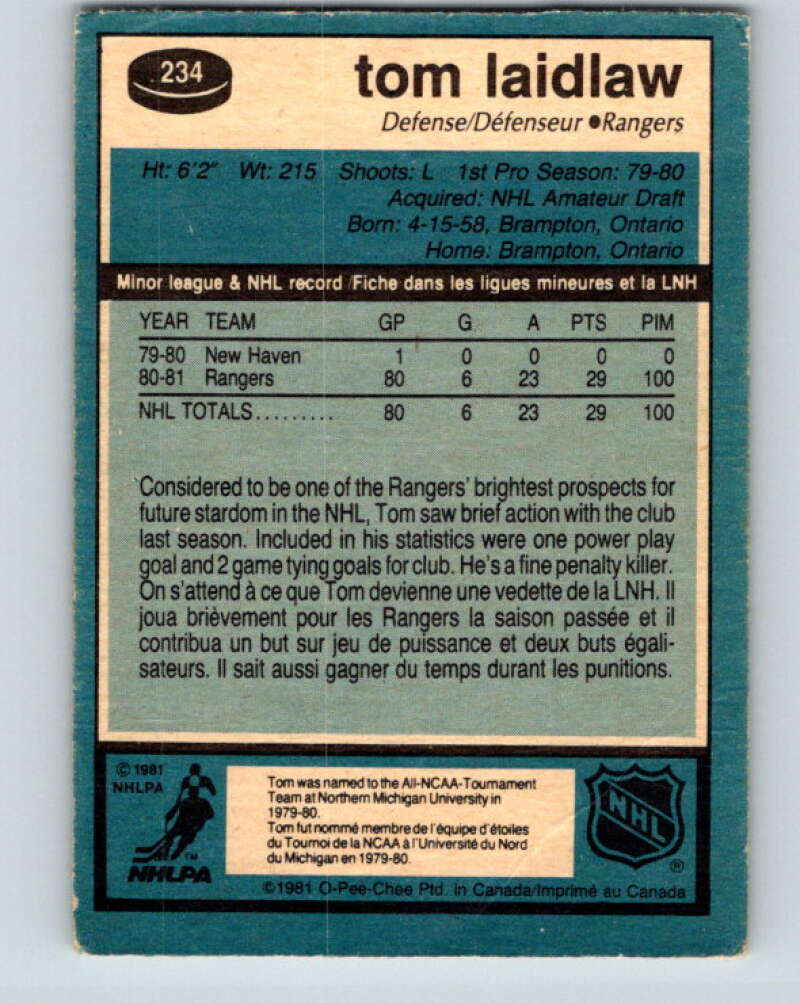 234
tom laidlaw
Defense/Défenseur ●Rangers
Ht: 6'2" Wt: 215 Shoots: L 1st Pro Season: 79-80
Acquired: NHL Amateur Draft
Born: 4-15-58, Brampton, Ontario
Home: Brampton, Ontario
Minor league & NHL record /Fiche dans les ligues mineures et la LNH
YEAR TEAM GP G A PTS PIM
79-80 New Haven 1 0 0 0 0
80-81 Rangers 80 6 23 29 100
NHL TOTALS......... 80 6 23 29 100
Considered to be one of the Rangers' brightest prospects for
future stardom in the NHL, Tom saw brief action with the club
last season. Included in his statistics were one power play
goal and 2 game tying goals for club. He's a fine penalty killer.
On s'attend à ce que Tom devienne une vedette de la LNH. Il
joua brièvement pour les Rangers la saison passée et il
contribua un but sur jeu de puissance et deux buts égali-
sateurs. Il sait aussi gagner du temps durant les punitions.
© 1981
NHLPA
TM
NHLPA
Tom was named to the All-NCAA-Tournament
Team at Northern Michigan University in
1979-80.
Tom fut nommé membre de l'équipe d'étoiles
du Tournoi de la NCAA à l'Université du Nord
du Michigan en 1979-80.
NHL
®
©1981 O-Pee-Chee Ptd. in Canada/Imprimé au Canada